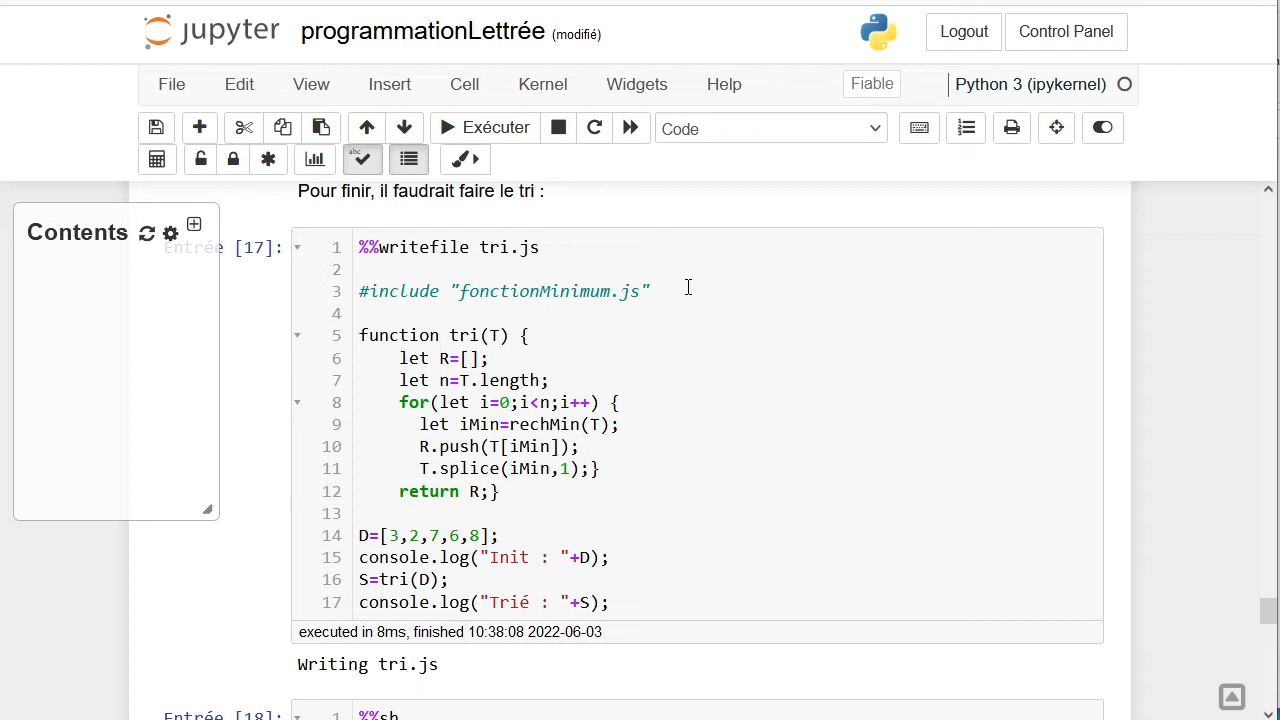 jupyter programmationLettrée (modifié) Logout Control Panel
File Edit View Insert Cell Kernel Widgets Help Fiable Python 3 (ipykernel)
Exécuter Code
abc
Pour finir, il faudrait faire le tri :
Contents
Entrée [17]:
1 %%writefile tri.js
2
3 #include "fonctionMinimum.js"
4
5 function tri(T) {
6 let R=[];
7 let n=T.length;
8 for(let i=0;i<n;i++) {
9 let iMin=rechMin(T);
10 R.push(T[iMin]);
11 T.splice(iMin,1);}
12 return R;}
13
14 D=[3,2,7,6,8];
15 console.log("Init : "+D);
16 S=tri(D);
17 console.log("Trié : "+S);
executed in 8ms, finished 10:38:08 2022-06-03
Writing tri.js
Entrée [18]: 1 %%sh